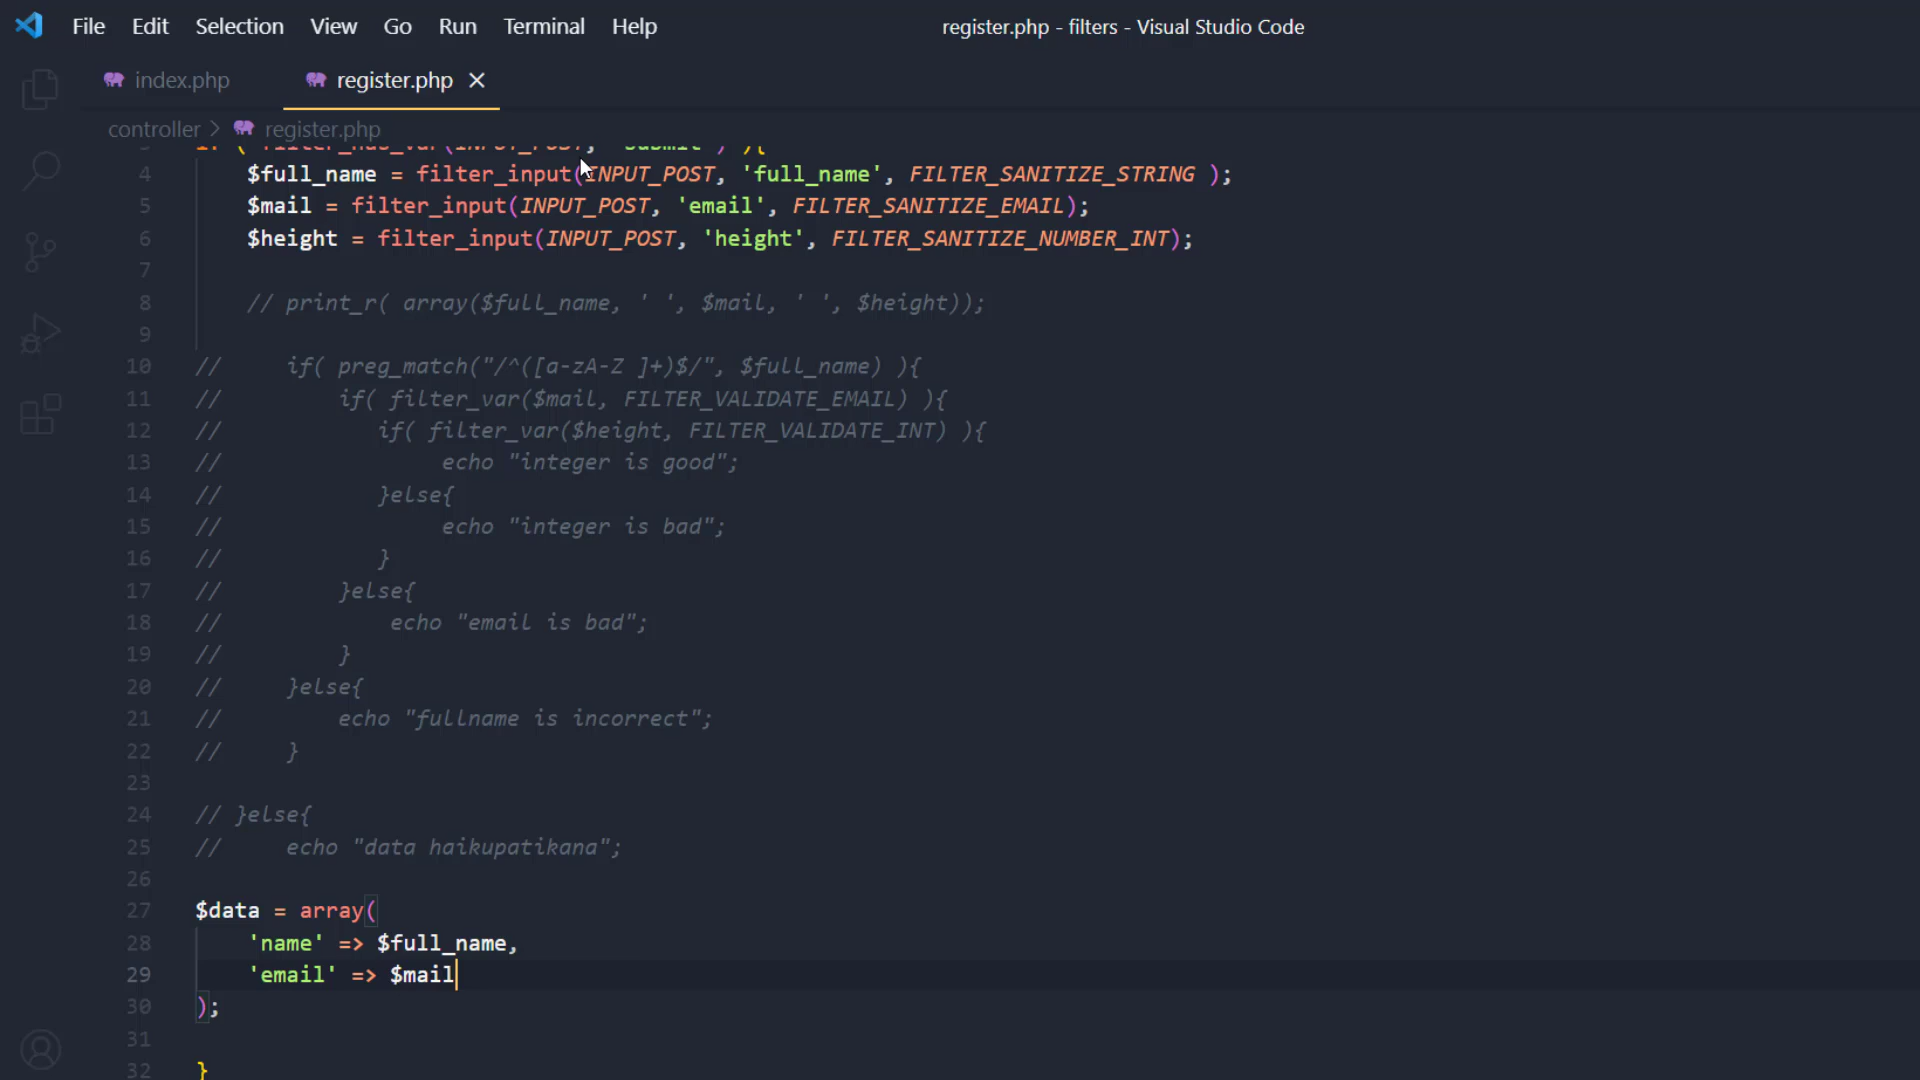 File Edit Selection View Go Run Terminal Help
register.php - filters - Visual Studio Code
index.php
register.php
controller > register.php
3 if ( filter_has_var(INPUT_POST, 'submit') ){
4 $full_name = filter_input(INPUT_POST, 'full_name', FILTER_SANITIZE_STRING );
5 $mail = filter_input(INPUT_POST, 'email', FILTER_SANITIZE_EMAIL);
6 $height = filter_input(INPUT_POST, 'height', FILTER_SANITIZE_NUMBER_INT);
7
8 // print_r( array($full_name, ' ', $mail, ' ', $height));
9
10 // if( preg_match("/^([a-zA-Z ]+)$/", $full_name) ){
11 // if( filter_var($mail, FILTER_VALIDATE_EMAIL) ){
12 // if( filter_var($height, FILTER_VALIDATE_INT) ){
13 // echo "integer is good";
14 // }else{
15 // echo "integer is bad";
16 // }
17 // }else{
18 // echo "email is bad";
19 // }
20 // }else{
21 // echo "fullname is incorrect";
22 // }
23
24 // }else{
25 // echo "data haikupatikana";
26
27 $data = array(
28 'name' => $full_name,
29 'email' => $mail
30 );
31
32 }